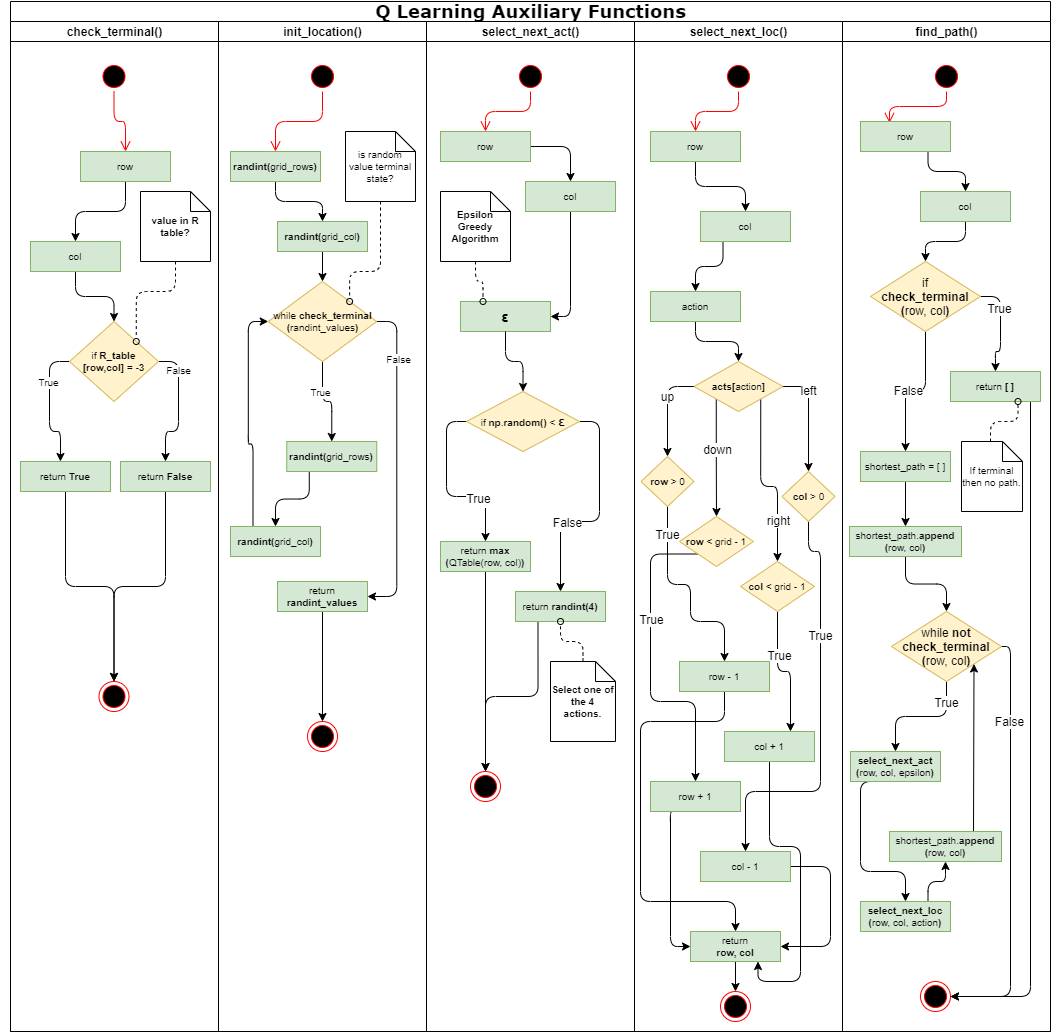 Q Learning Auxiliary Functions
check_terminal()
row
value in R
table?
col
if R_table
[row,col] = -3
True
False
return True
return False
init_location()
randint(grid_rows)
is random
value terminal
state?
randint(grid_col)
while check_terminal
(randint_values)
False
True
randint(grid_rows)
randint(grid_col)
return
randint_values
select_next_act()
row
col
Epsilon
Greedy
Algorithm
ε
if np.random() < ε
True
False
return max
(QTable(row, col))
return randint(4)
Select one of
the 4
actions.
select_next_loc()
row
col
action
acts[action]
up
left
down
row > 0
col > 0
right
True
row < grid - 1
col < grid - 1
True
True
True
row - 1
col + 1
row + 1
col - 1
return
row, col
find_path()
row
col
if
check_terminal
(row, col)
True
return [ ]
False
If terminal
then no path.
shortest_path = [ ]
shortest_path.append
(row, col)
while not
check_terminal
(row, col)
True
False
select_next_act
(row, col, epsilon)
shortest_path.append
(row, col)
select_next_loc
(row, col, action)